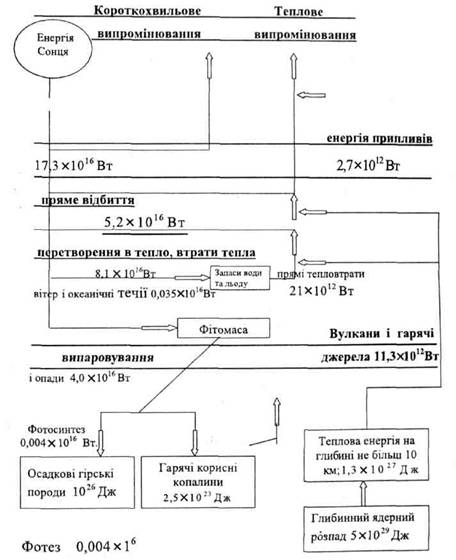 Короткохвильове Теплове
випромінювання випромінювання
Енергія
Сонця
енергія припливів
17,3×10¹⁶ Вт 2,7×10¹²Вт
пряме відбиття
5,2×10¹⁶ Вт
перетворення в тепло, втрати тепла
8,1 ×10¹⁶Вт
Запаси води
та льоду
прямі тепловтрати
вітер і океанічні течії 0,035×10¹⁶Вт
21×10¹² Вт
Фітомаса
Вулкани і гарячі
випаровування джерела 11,3×10¹²Вт
і опади 4,0 ×10¹⁶ Вт
Фотосинтез
0,004×10¹⁶ Вт.
Осадкові гірські
породи 10²⁶ Дж
Гарячі корисні
копалини
2,5×10²³ Дж
Теплова енергія на
глибині не більш 10
км; 1,3 × 10²⁷ Дж
Глибинний ядерний
розпад 5×10²⁹ Дж
Фотез 0,004×1⁶